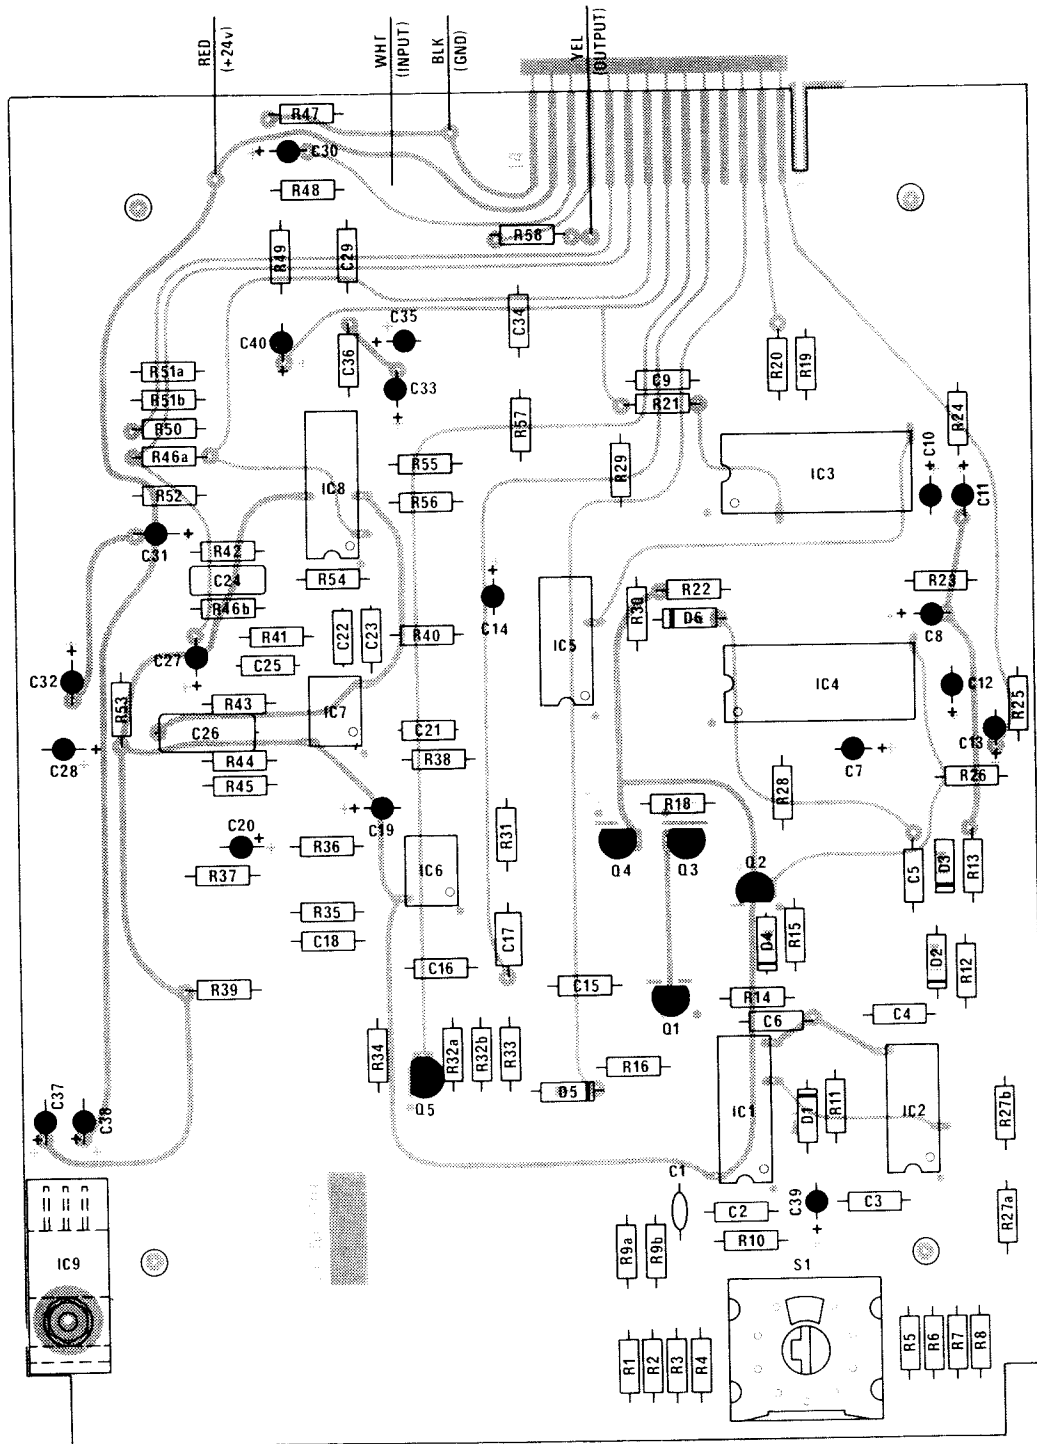 RED
(+24v)
WHT
(INPUT)
BLK
(GND)
YEL
(OUTPUT)
R47
+ C30
R48
R58
R49
C29
C34
C40
+
C36
+ C35
C33
+
R20
R19
R51a
R51b
R50
R46a
R52
C9
R21
R57
R29
R24
R55
R56
IC8
IC3
C10
+
+
C11
C31
+
R42
C24
R46b
R54
+
C14
R22
R30
D6
R23
+
C8
R41
C25
C22
C23
R40
IC5
IC4
C27
+
C32
+
R53
R43
C26
IC7
C21
R38
C12
+
R25
C13
+
C28
+
R44
R45
C7
+
R26
R28
C19
R18
C20
+
R36
R37
R31
IC6
Q4
Q3
Q2
C5
D3
R13
R35
C18
C17
D4
R15
D2
R12
C16
R39
C15
R14
Q1
C6
C4
R34
R32a
R32b
R33
R16
Q5
D5
IC1
D1
R11
IC2
R27b
C37
+
C38
+
C1
C2
R10
C39
+
C3
R27a
IC9
R9a
R9b
S1
R1
R2
R3
R4
R5
R6
R7
R8